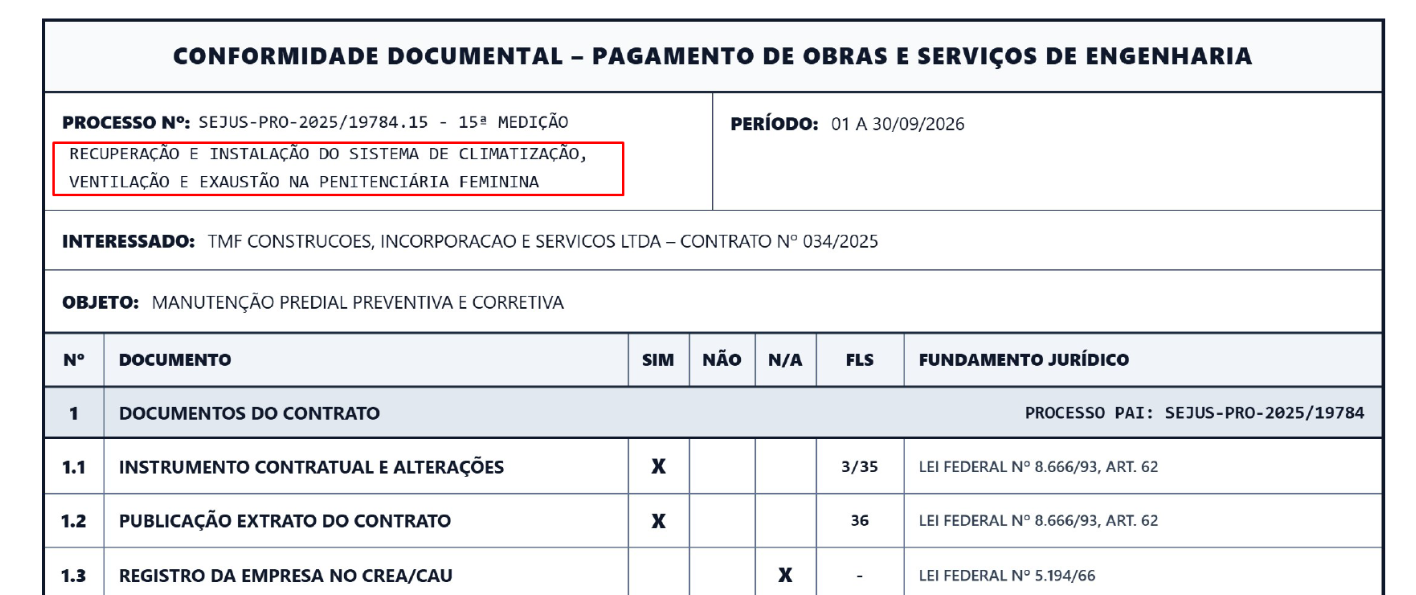 CONFORMIDADE DOCUMENTAL – PAGAMENTO DE OBRAS E SERVIÇOS DE ENGENHARIA
PROCESSO Nº: SEJUS-PRO-2025/19784.15 - 15ª MEDIÇÃO
RECUPERAÇÃO E INSTALAÇÃO DO SISTEMA DE CLIMATIZAÇÃO,
VENTILAÇÃO E EXAUSTÃO NA PENITENCIÁRIA FEMININA
PERÍODO: 01 A 30/09/2026
INTERESSADO: TMF CONSTRUCOES, INCORPORACAO E SERVICOS LTDA – CONTRATO Nº 034/2025
OBJETO: MANUTENÇÃO PREDIAL PREVENTIVA E CORRETIVA
Nº DOCUMENTO SIM NÃO N/A FLS FUNDAMENTO JURÍDICO
1 DOCUMENTOS DO CONTRATO PROCESSO PAI: SEJUS-PRO-2025/19784
1.1 INSTRUMENTO CONTRATUAL E ALTERAÇÕES X 3/35 LEI FEDERAL Nº 8.666/93, ART. 62
1.2 PUBLICAÇÃO EXTRATO DO CONTRATO X 36 LEI FEDERAL Nº 8.666/93, ART. 62
1.3 REGISTRO DA EMPRESA NO CREA/CAU X - LEI FEDERAL Nº 5.194/66